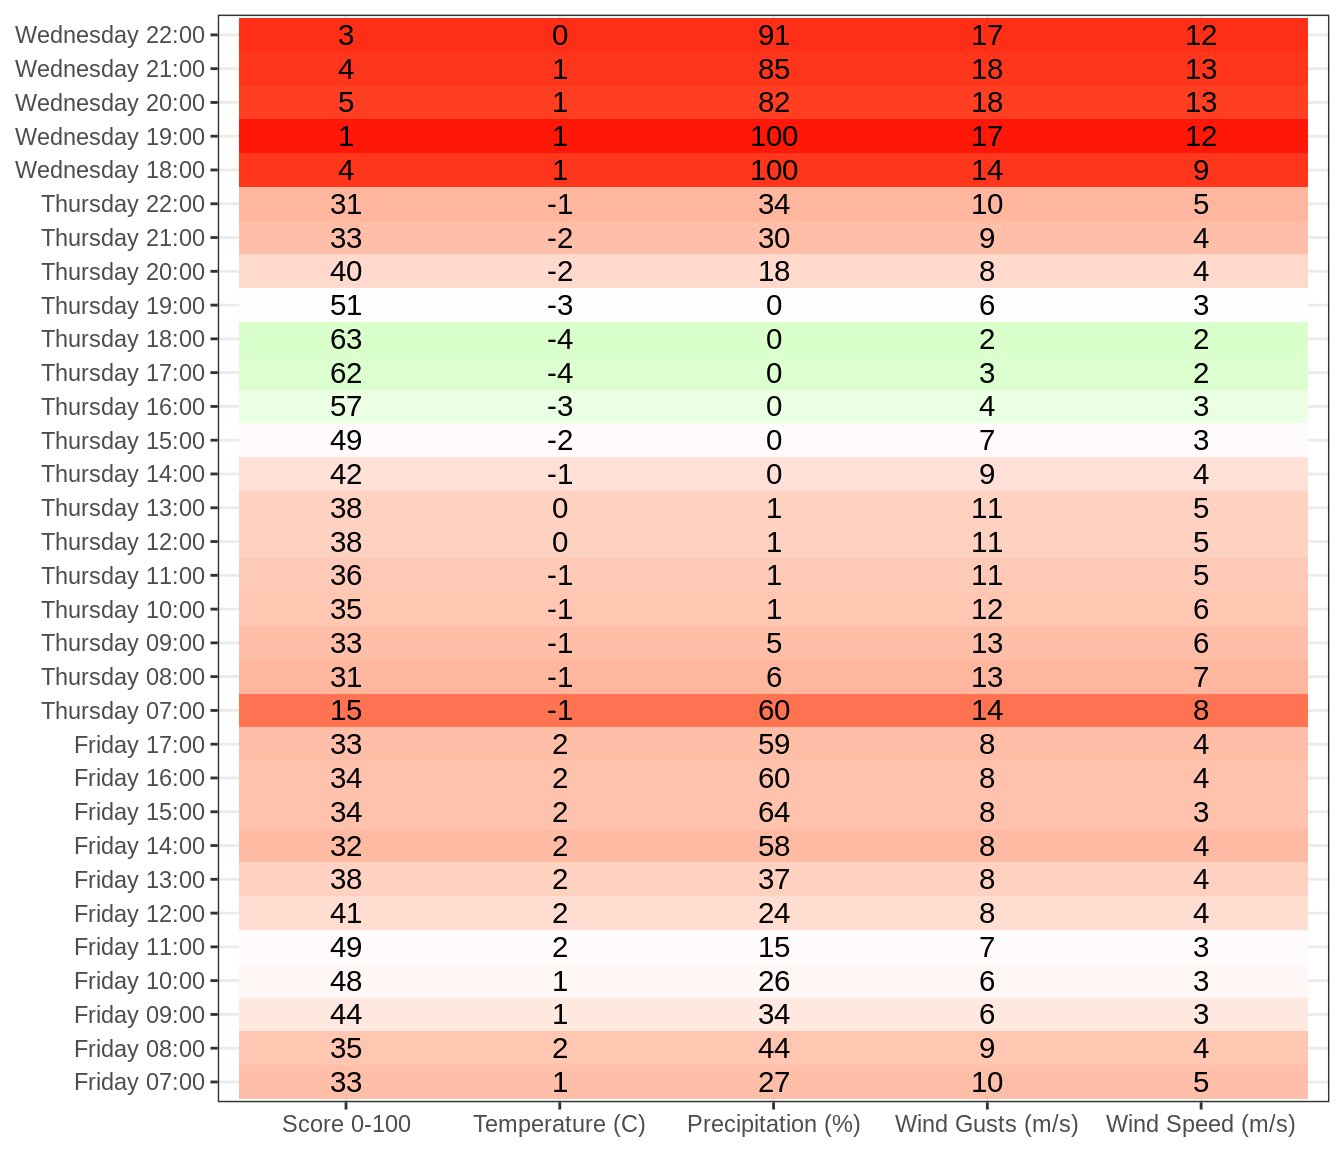 Wednesday 22:00 3 0 91 17 12
Wednesday 21:00 4 1 85 18 13
Wednesday 20:00 5 1 82 18 13
Wednesday 19:00 1 1 100 17 12
Wednesday 18:00 4 1 100 14 9
Thursday 22:00 31 -1 34 10 5
Thursday 21:00 33 -2 30 9 4
Thursday 20:00 40 -2 18 8 4
Thursday 19:00 51 -3 0 6 3
Thursday 18:00 63 -4 0 2 2
Thursday 17:00 62 -4 0 3 2
Thursday 16:00 57 -3 0 4 3
Thursday 15:00 49 -2 0 7 3
Thursday 14:00 42 -1 0 9 4
Thursday 13:00 38 0 1 11 5
Thursday 12:00 38 0 1 11 5
Thursday 11:00 36 -1 1 11 5
Thursday 10:00 35 -1 1 12 6
Thursday 09:00 33 -1 5 13 6
Thursday 08:00 31 -1 6 13 7
Thursday 07:00 15 -1 60 14 8
Friday 17:00 33 2 59 8 4
Friday 16:00 34 2 60 8 4
Friday 15:00 34 2 64 8 3
Friday 14:00 32 2 58 8 4
Friday 13:00 38 2 37 8 4
Friday 12:00 41 2 24 8 4
Friday 11:00 49 2 15 7 3
Friday 10:00 48 1 26 6 3
Friday 09:00 44 1 34 6 3
Friday 08:00 35 2 44 9 4
Friday 07:00 33 1 27 10 5
Score 0-100 Temperature (C) Precipitation (%) Wind Gusts (m/s) Wind Speed (m/s)